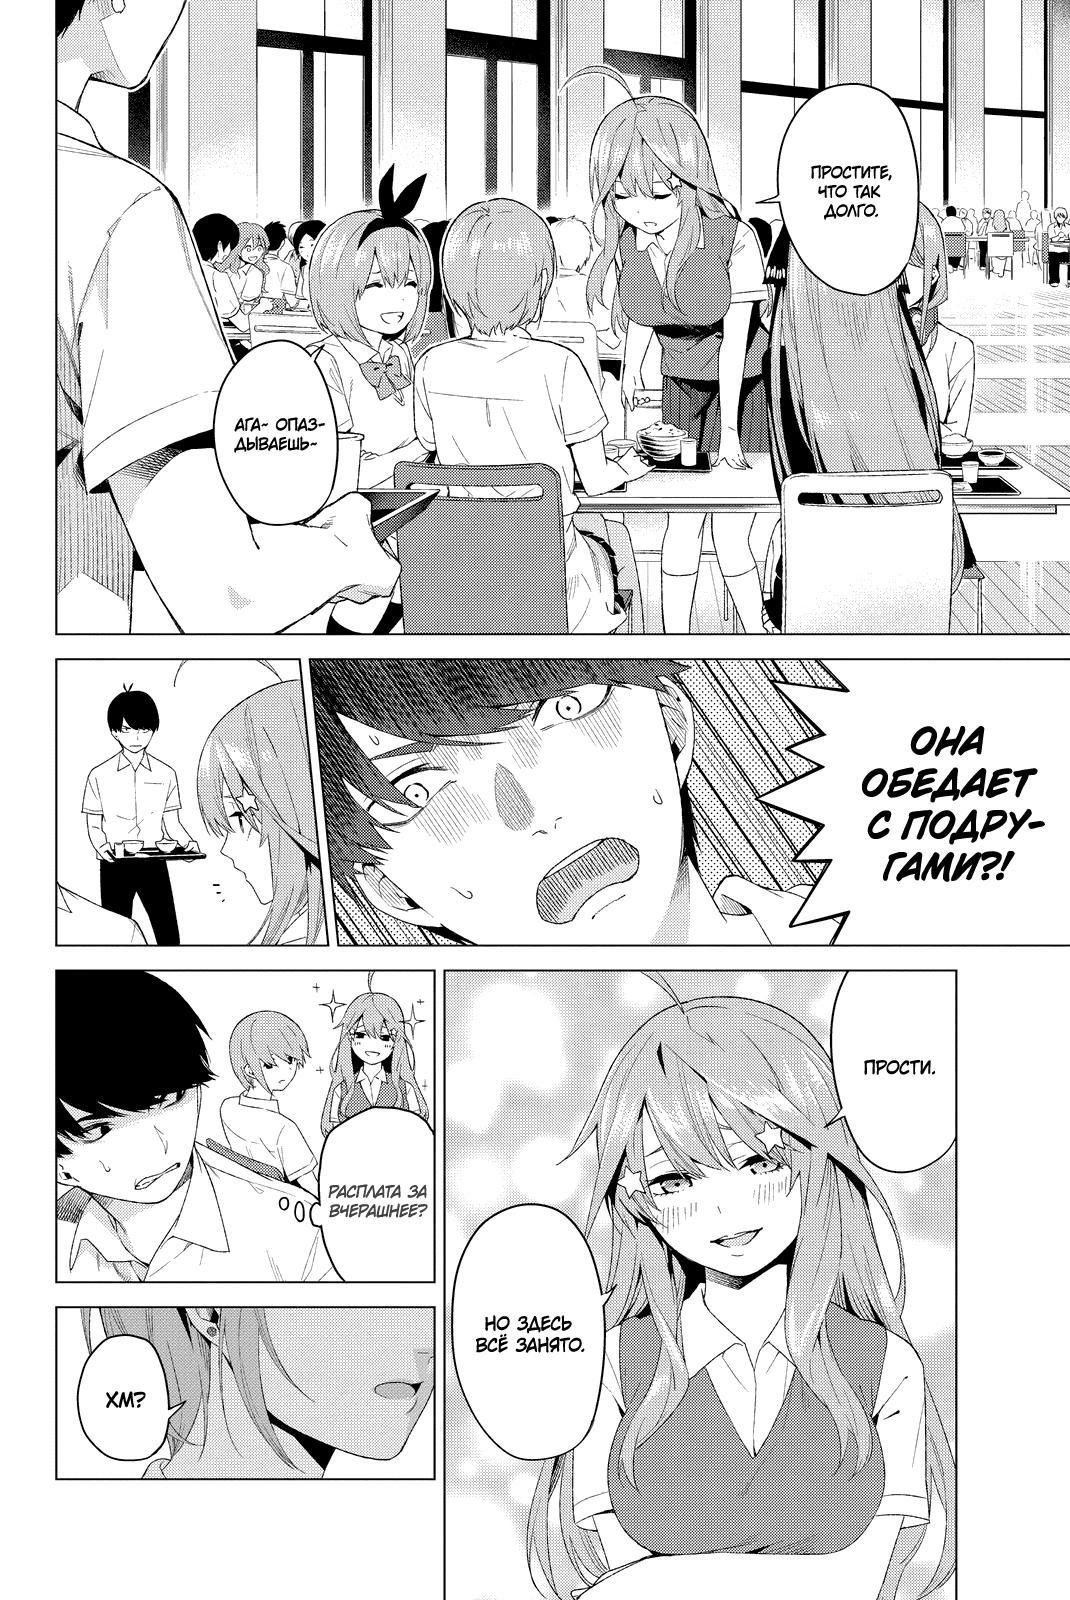 ПРОСТИТЕ,
ЧТО ТАК
ДОЛГО.
АГА~ ОПАЗ-
ДЫВАЕШЬ~
ОНА
ОБЕДАЕТ
С ПОДРУ-
ГАМИ?!
ПРОСТИ.
НО ЗДЕСЬ
ВСЁ ЗАНЯТО.
РАСПЛАТА ЗА
ВЧЕРАШНЕЕ?
ХМ?